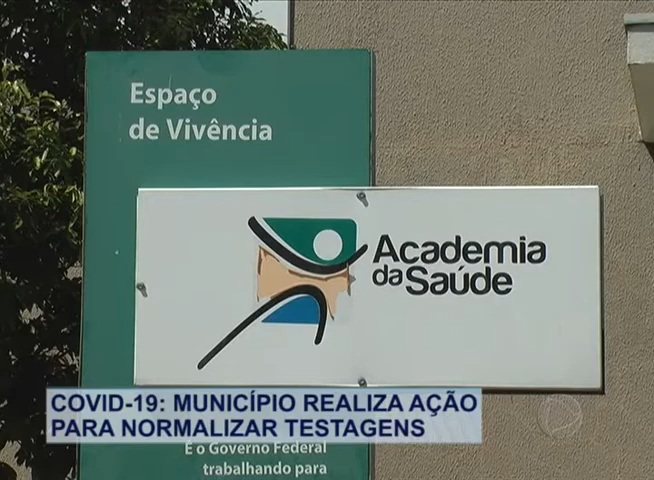 Espaço
de Vivência
Academia
da Saúde
COVID-19: MUNICÍPIO REALIZA AÇÃO
PARA NORMALIZAR TESTAGENS
É o Governo Federal
trabalhando para